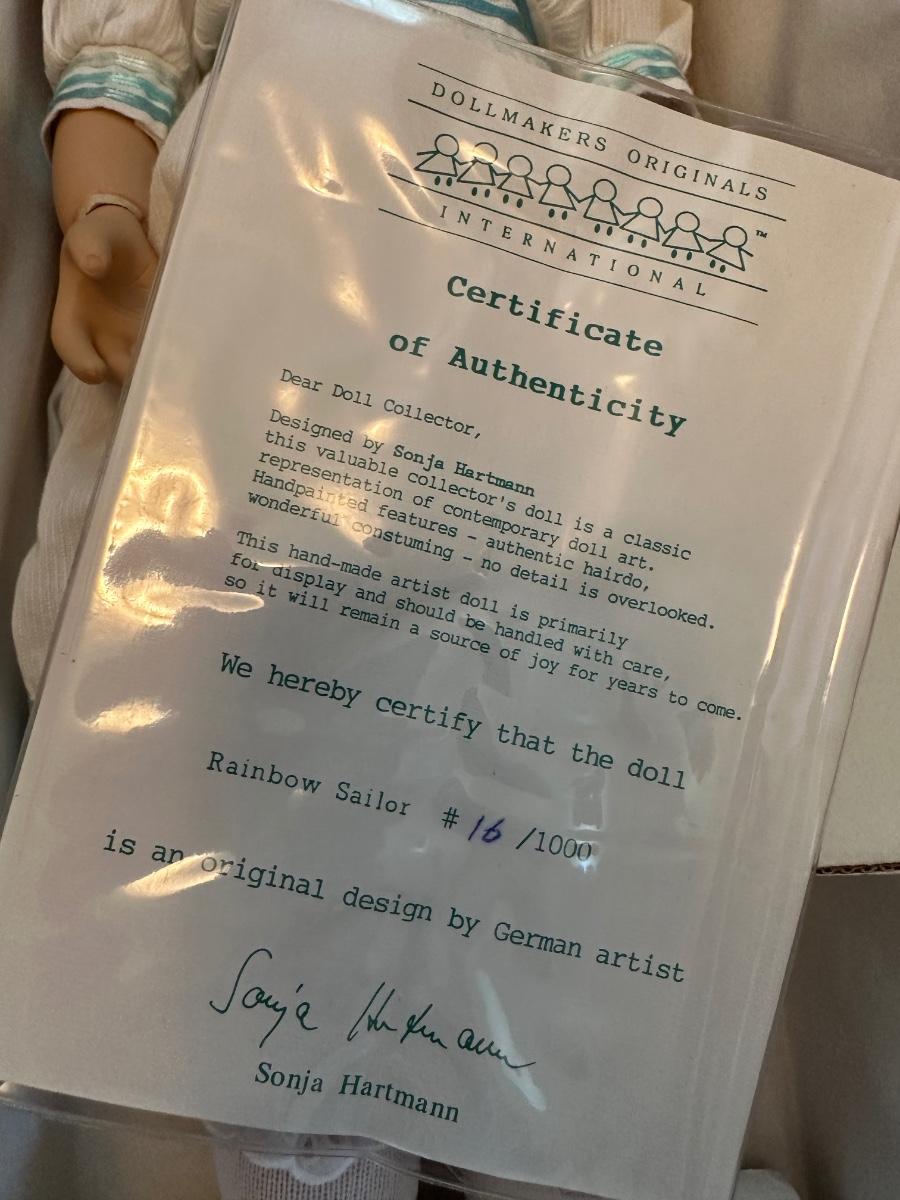 DOLLMAKERS ORIGINALS
™
INTERNATIONAL
Certificate
of Authenticity
Dear Doll Collector,
Designed by Sonja Hartmann
this valuable collector's doll is a classic
representation of contemporary doll art.
Handpainted features - authentic hairdo,
wonderful constuming - no detail is overlooked.
This hand-made artist doll is primarily
for display and should be handled with care,
so it will remain a source of joy for years to come.
We hereby certify that the doll
Rainbow Sailor # 16 /1000
is an original design by German artist
Sonja Hartmann
Sonja Hartmann